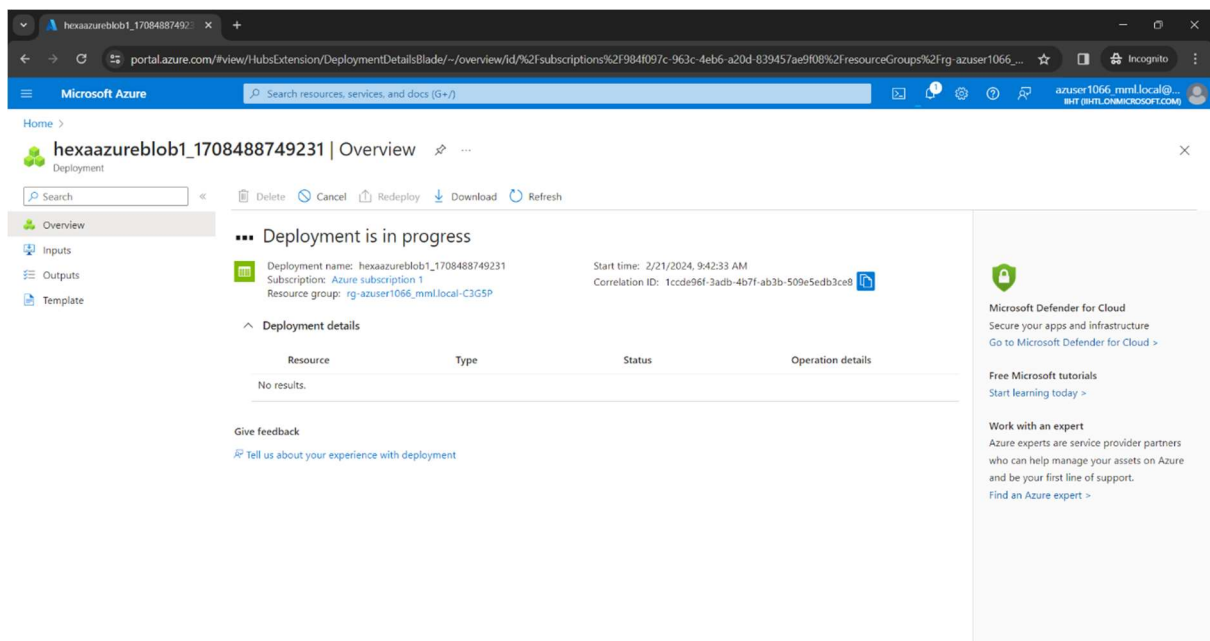 hexaazureblob1_17084887492
portal.azure.com/#view/HubsExtension/DeploymentDetailsBlade/~/overview/id/%2Fsubscriptions%2F984f097c-963c-4eb6-a20d-839457ae9f08%2FresourceGroups%2Frg-azuser1066_...
Incognito
Microsoft Azure
Search resources, services, and docs (G+/)
1
azuser1066_mml.local@...
IIHT (IIHTL.ONMICROSOFT.COM)
Home >
hexaazureblob1_1708488749231 | Overview
Deployment
Search
Delete Cancel Redeploy Download Refresh
Overview
Inputs
Outputs
Template
Deployment is in progress
Deployment name: hexaazureblob1_1708488749231
Subscription: Azure subscription 1
Resource group: rg-azuser1066_mml.local-C3G5P
Start time: 2/21/2024, 9:42:33 AM
Correlation ID: 1ccde96f-3adb-4b7f-ab3b-509e5edb3ce8
Deployment details
Resource Type Status Operation details
No results.
Give feedback
Tell us about your experience with deployment
Microsoft Defender for Cloud
Secure your apps and infrastructure
Go to Microsoft Defender for Cloud >
Free Microsoft tutorials
Start learning today >
Work with an expert
Azure experts are service provider partners
who can help manage your assets on Azure
and be your first line of support.
Find an Azure expert >